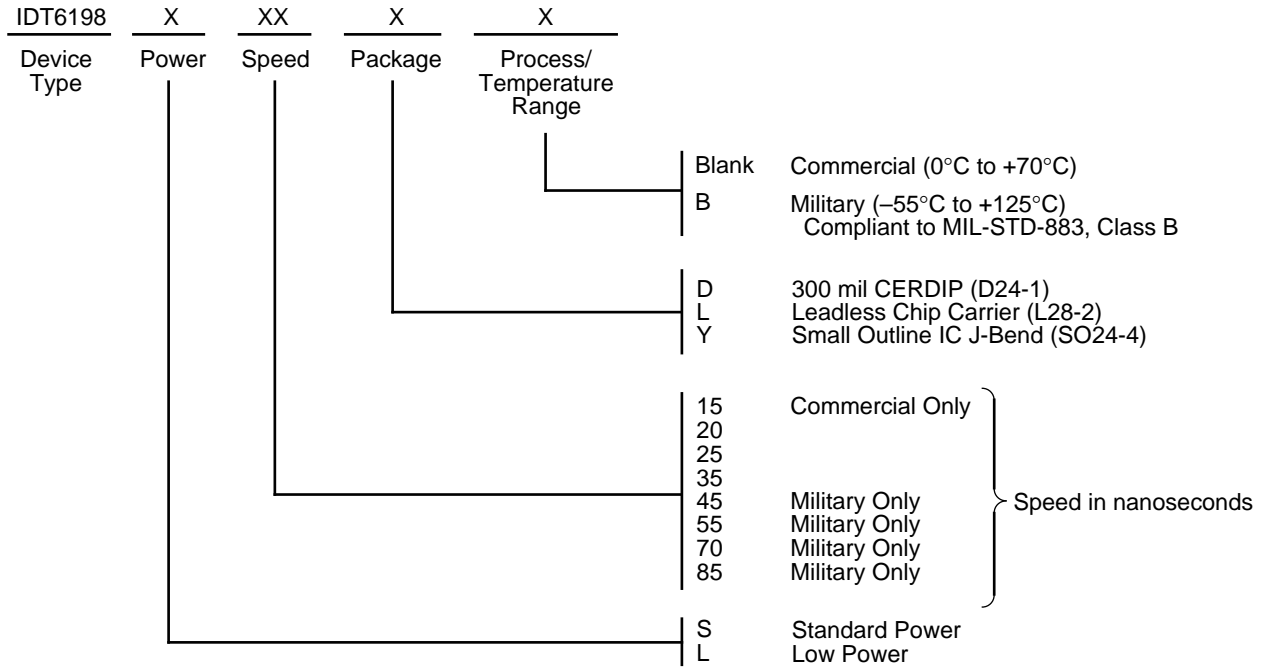 IDT6198 X XX X X
Device Type Power Speed Package Process/ Temperature Range
Blank Commercial (0°C to +70°C)
B Military (–55°C to +125°C)
Compliant to MIL-STD-883, Class B
D 300 mil CERDIP (D24-1)
L Leadless Chip Carrier (L28-2)
Y Small Outline IC J-Bend (SO24-4)
15 Commercial Only
20
25
35
45 Military Only
55 Military Only
70 Military Only
85 Military Only
Speed in nanoseconds
S Standard Power
L Low Power